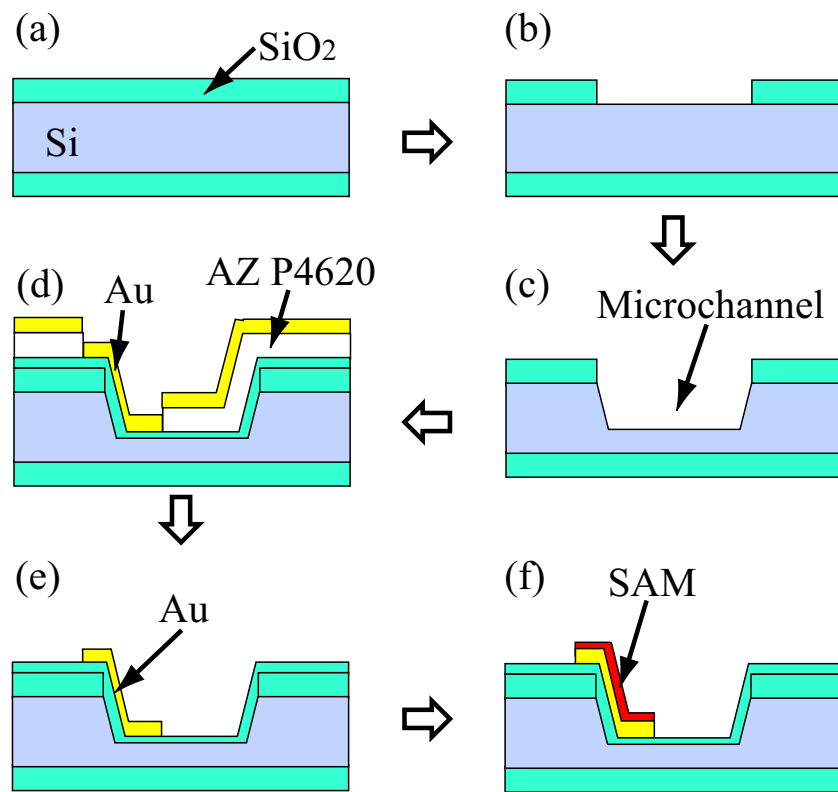 (a)
SiO2
Si
(b)
(c)
Microchannel
(d)
Au
AZ P4620
(e)
Au
(f)
SAM